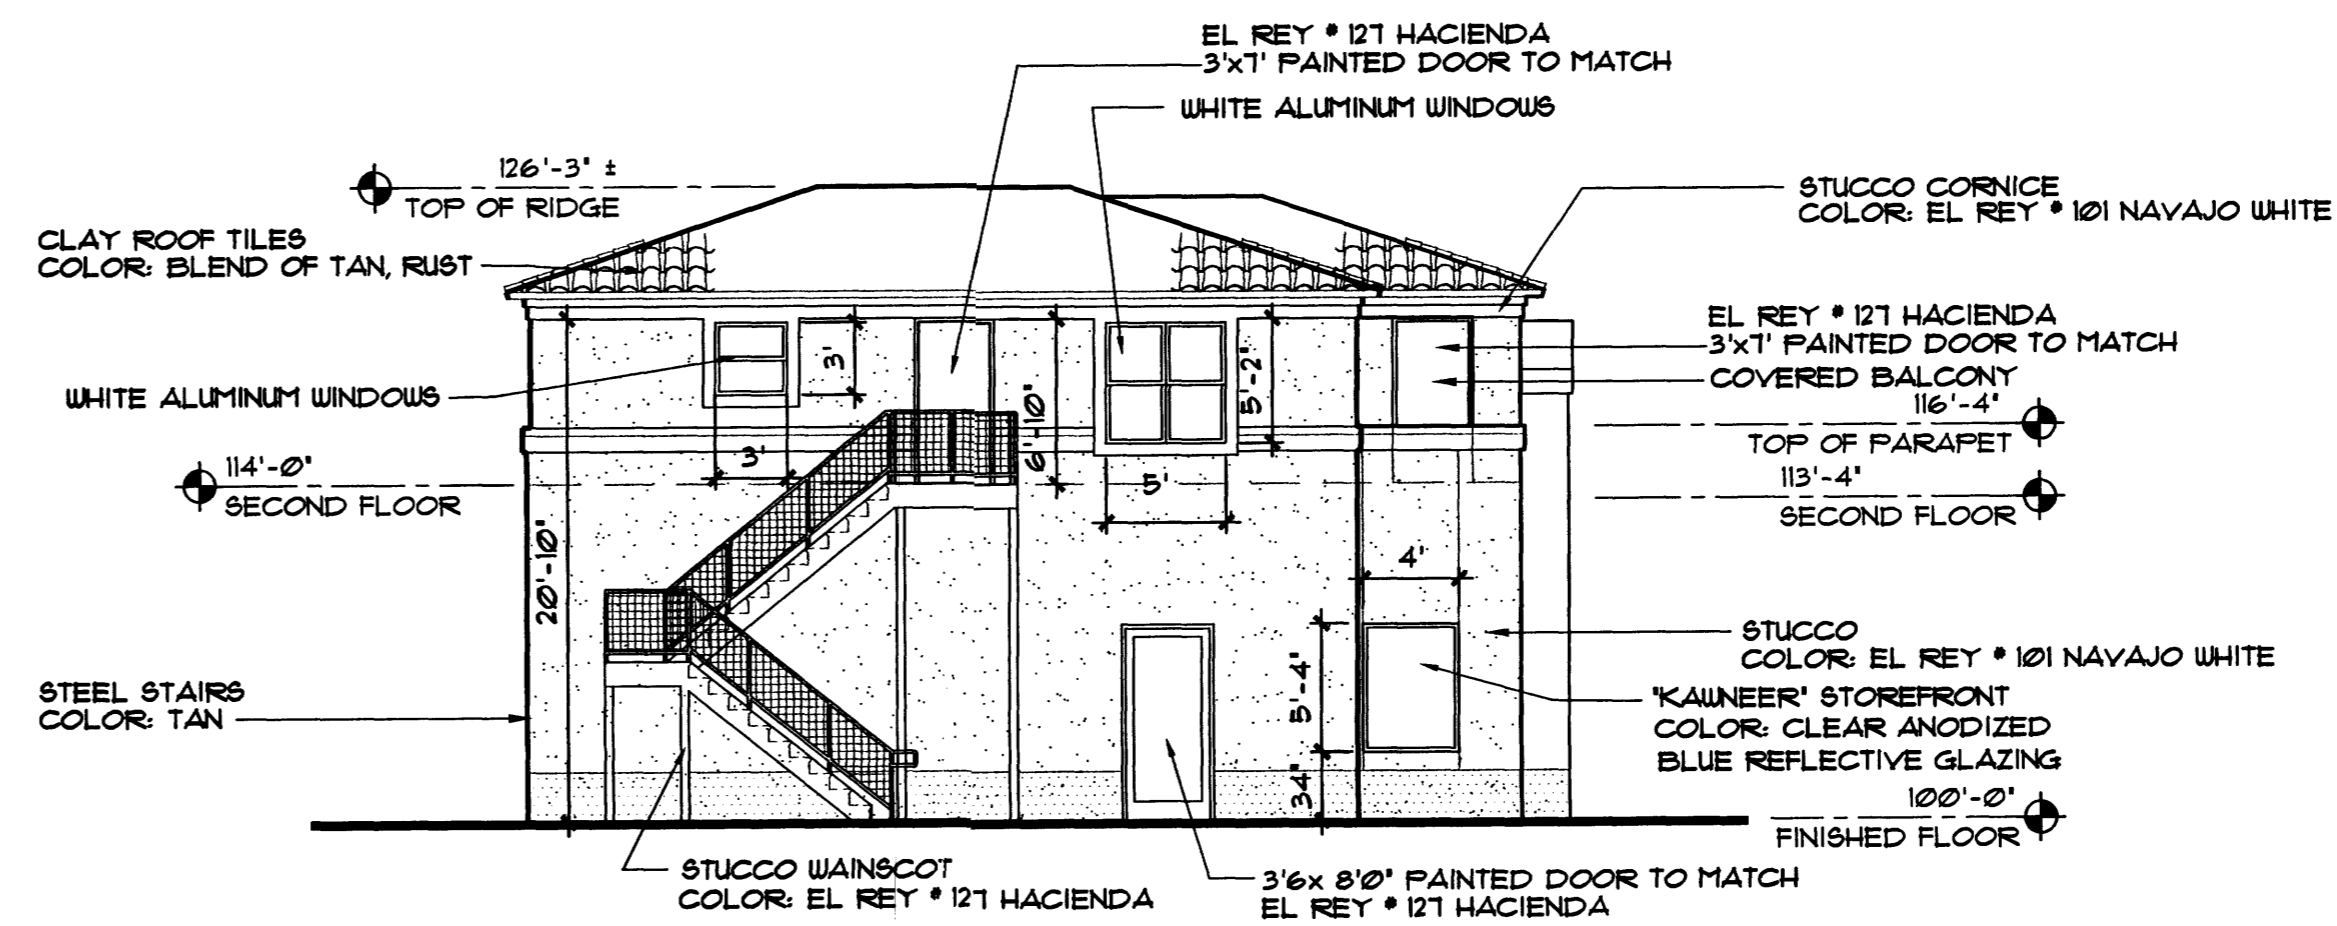 EL REY # 127 HACIENDA
3'x7' PAINTED DOOR TO MATCH
WHITE ALUMINUM WINDOWS
126'-3" ±
TOP OF RIDGE
STUCCO CORNICE
COLOR: EL REY # 101 NAVAJO WHITE
CLAY ROOF TILES
COLOR: BLEND OF TAN, RUST
EL REY # 127 HACIENDA
3'x7' PAINTED DOOR TO MATCH
COVERED BALCONY
WHITE ALUMINUM WINDOWS
3'
6'-10"
5'-2"
116'-4"
TOP OF PARAPET
114'-0"
SECOND FLOOR
3'
5'
113'-4"
SECOND FLOOR
20'-10"
4'
STUCCO
COLOR: EL REY # 101 NAVAJO WHITE
STEEL STAIRS
COLOR: TAN
5'-4"
"KAWNEER" STOREFRONT
COLOR: CLEAR ANODIZED
BLUE REFLECTIVE GLAZING
34"
100'-0"
FINISHED FLOOR
STUCCO WAINSCOT
COLOR: EL REY # 127 HACIENDA
3'6x 8'0" PAINTED DOOR TO MATCH
EL REY # 127 HACIENDA